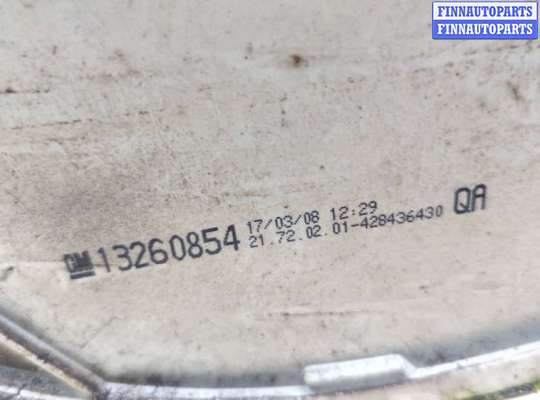 FINNAUTOPARTS
FINNAUTOPARTS
GM 13260854 17/03/08 12:29 QA
21.72.02.01-428436430